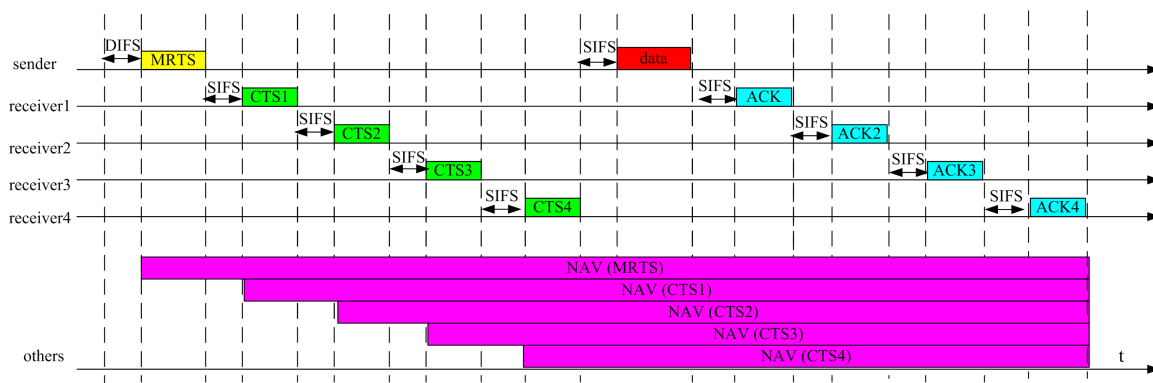 DIFS
SIFS
sender
MRTS
data
SIFS
SIFS
receiver1
CTS1
ACK
SIFS
SIFS
CTS2
ACK2
receiver2
SIFS
SIFS
CTS3
ACK3
receiver3
SIFS
SIFS
CTS4
ACK4
receiver4
NAV (MRTS)
NAV (CTS1)
NAV (CTS2)
NAV (CTS3)
others
NAV (CTS4)
t